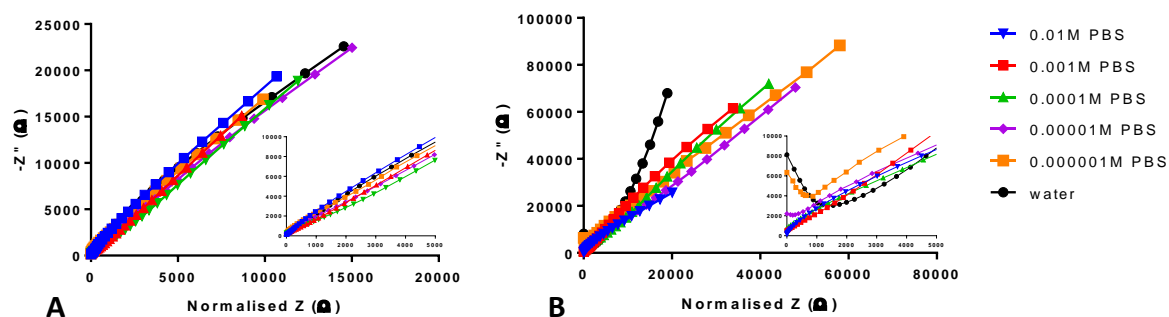 25000
20000
15000
10000
5000
0
-Z" (Ω)
0 5000 10000 15000 20000
Normalised Z (Ω)
A
10000
8000
6000
4000
2000
0
0 1000 2000 3000 4000 5000
100000
80000
60000
40000
20000
0
-Z" (Ω)
0 20000 40000 60000 80000
Normalised Z (Ω)
B
10000
8000
6000
4000
2000
0
0 1000 2000 3000 4000 5000
0.01M PBS
0.001M PBS
0.0001M PBS
0.00001M PBS
0.000001M PBS
water